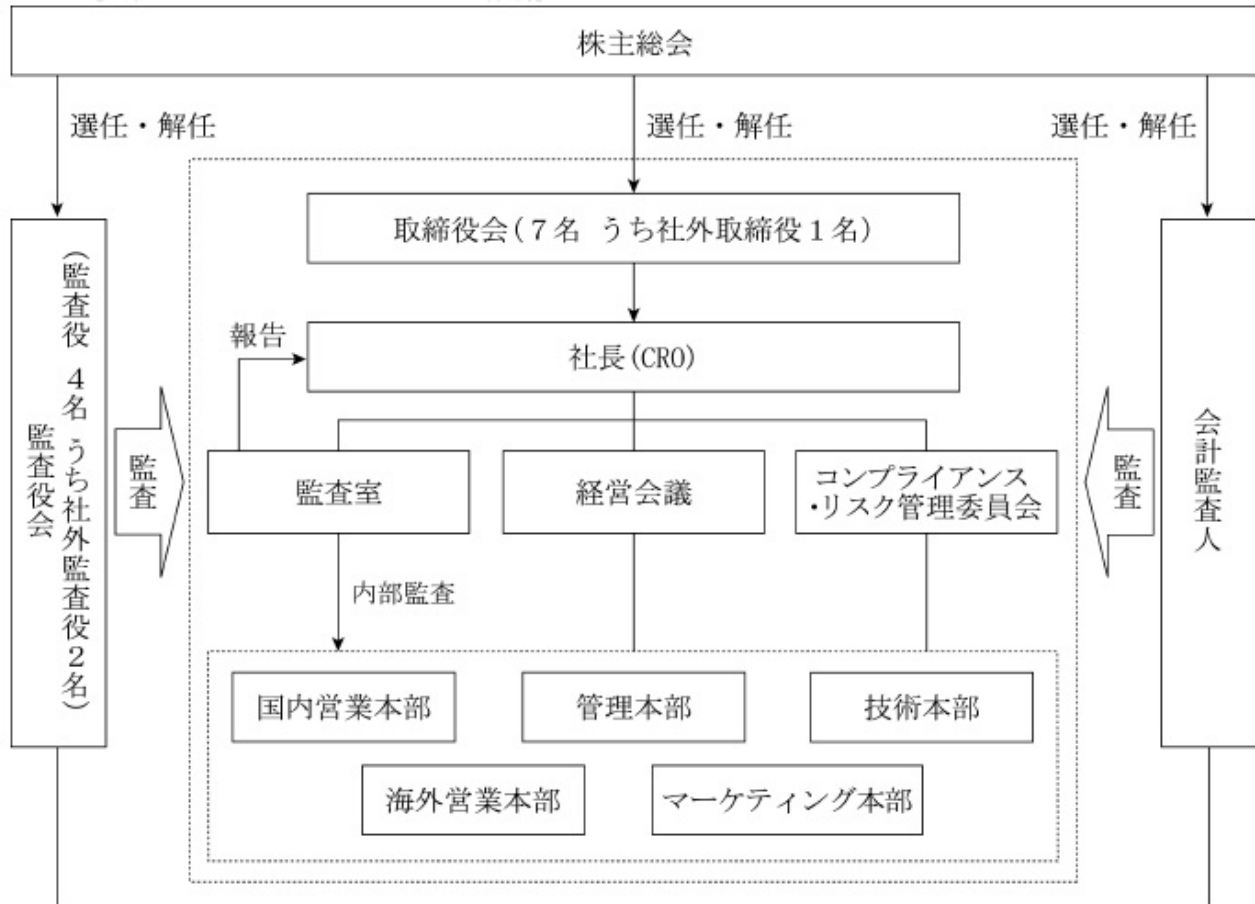 株主総会
選任・解任
選任・解任
選任・解任
取締役会(7名 うち社外取締役1名)
社長(CRO)
報告
監査役会
(監査役 4名 うち社外監査役2名)
監査
監査室
経営会議
コンプライアンス
・リスク管理委員会
監査
会計監査人
内部監査
国内営業本部
管理本部
技術本部
海外営業本部
マーケティング本部